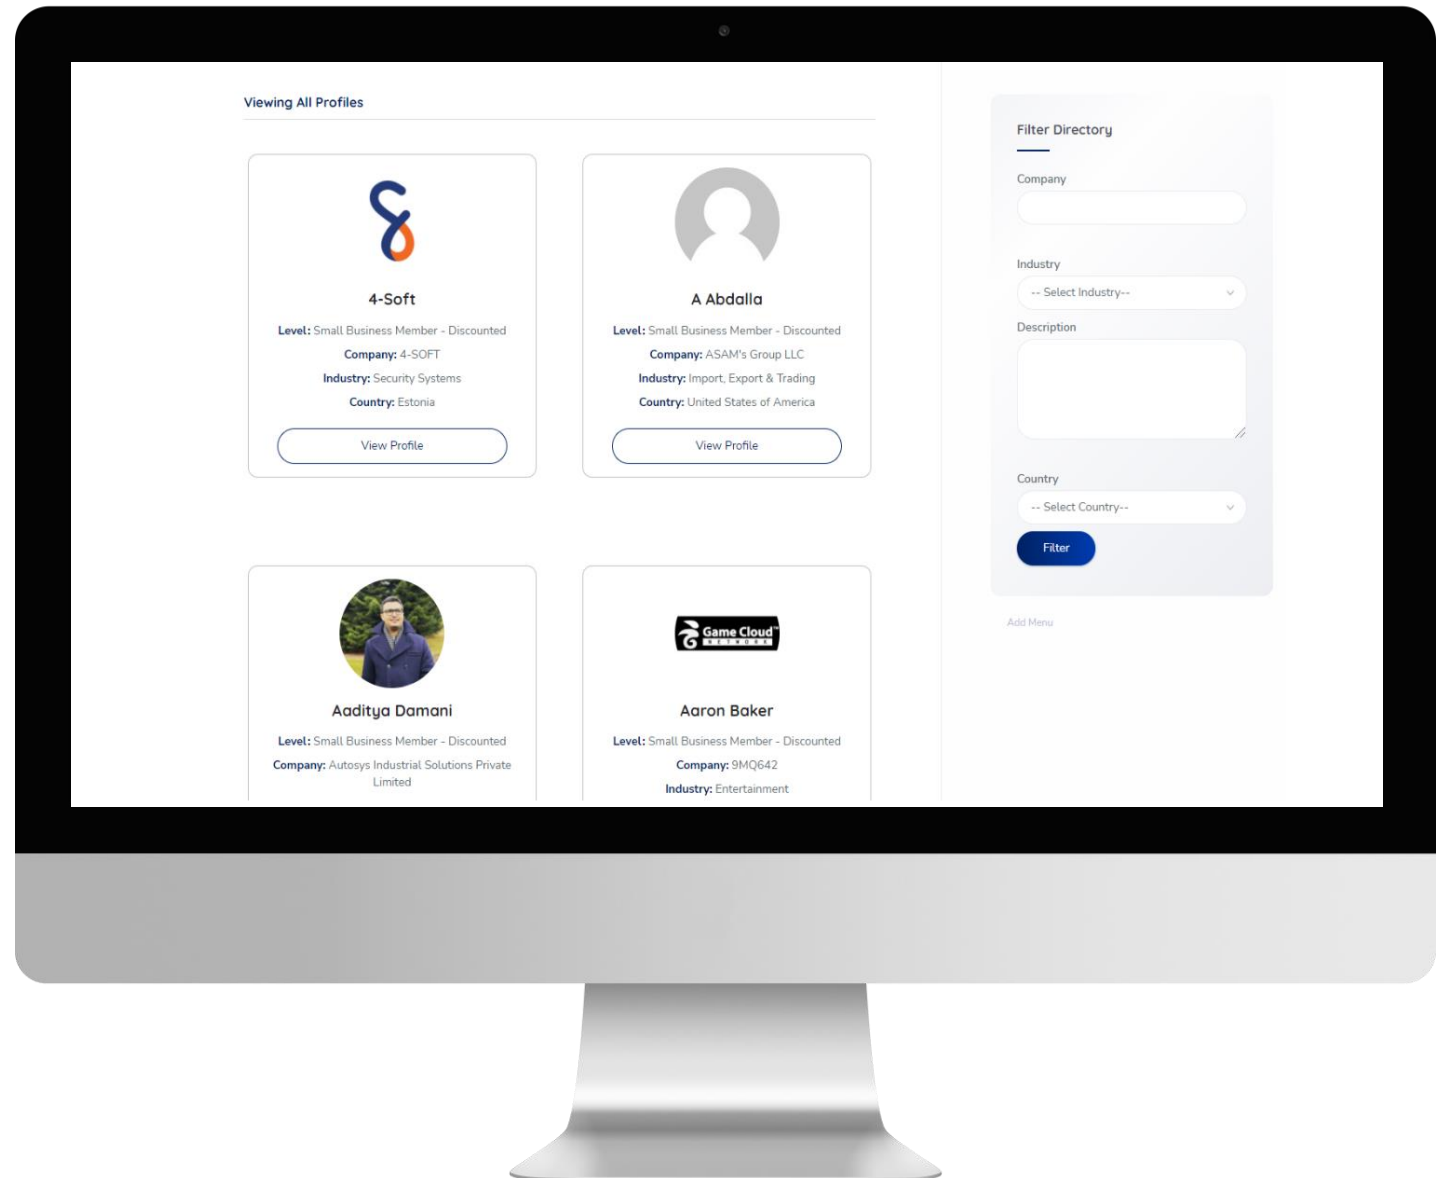 Viewing All Profiles
4-Soft
Level: Small Business Member - Discounted
Company: 4-SOFT
Industry: Security Systems
Country: Estonia
View Profile
A Abdalla
Level: Small Business Member - Discounted
Company: ASAM's Group LLC
Industry: Import, Export & Trading
Country: United States of America
View Profile
Aaditya Damani
Level: Small Business Member - Discounted
Company: Autosys Industrial Solutions Private
Limited
Game Cloud™
NETWORK
Aaron Baker
Level: Small Business Member - Discounted
Company: 9MQ642
Industry: Entertainment
Filter Directory
Company
Industry
-- Select Industry--
Description
Country
-- Select Country--
Filter
Add Menu